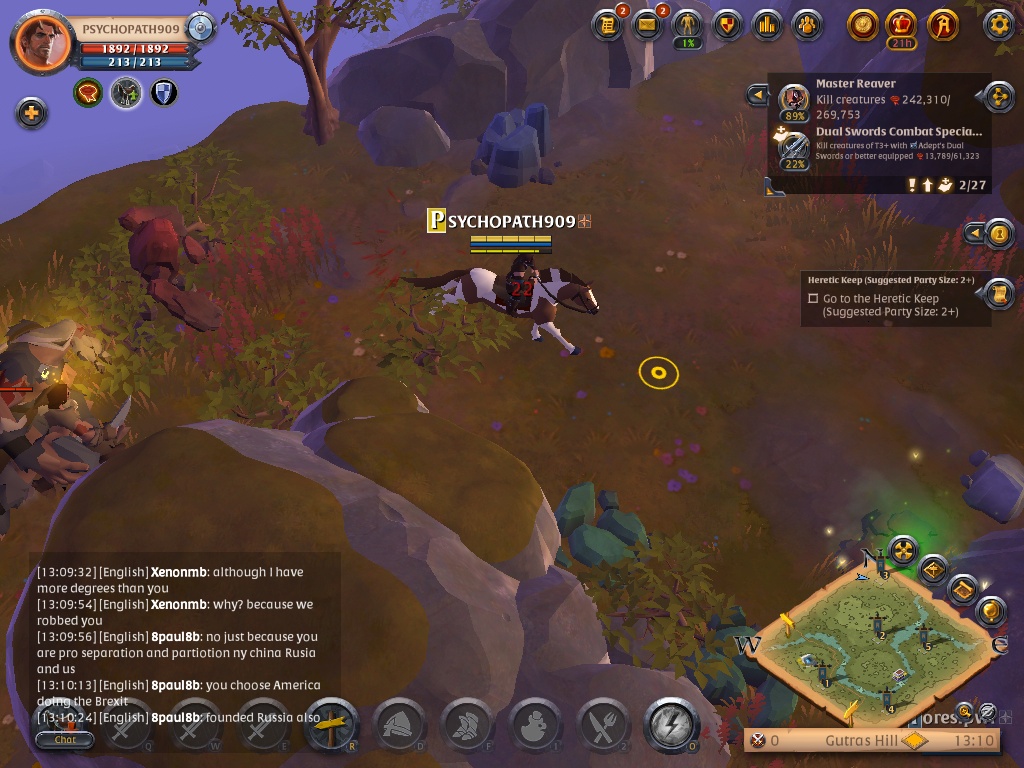 PSYCHOPATH909
1892 / 1892
213 / 213
2
2
1%
21h
Master Reaver
Kill creatures 242,310/
269,753
89%
Dual Swords Combat Specia...
Kill creatures of T3+ with Adept's Dual
Swords or better equipped 13,789/61,323
22%
2/27
PSYCHOPATH909
22
Heretic Keep (Suggested Party Size: 2+)
Go to the Heretic Keep
(Suggested Party Size: 2+)
[13:09:32] [English] Xenonmb: although I have
more degrees than you
[13:09:54] [English] Xenonmb: why? because we
robbed you
[13:09:56] [English] 8paul8b: no just because you
are pro separation and partiotion ny china Rusia
and us
[13:10:13] [English] 8paul8b: you choose America
doing the Brexit
[13:10:24] [English] 8paul8b: founded Russia also
Chat
Q
W
E
R
D
F
1
2
O
N
W
E
3
2
5
1
4
0
Gutras Hill
13:10